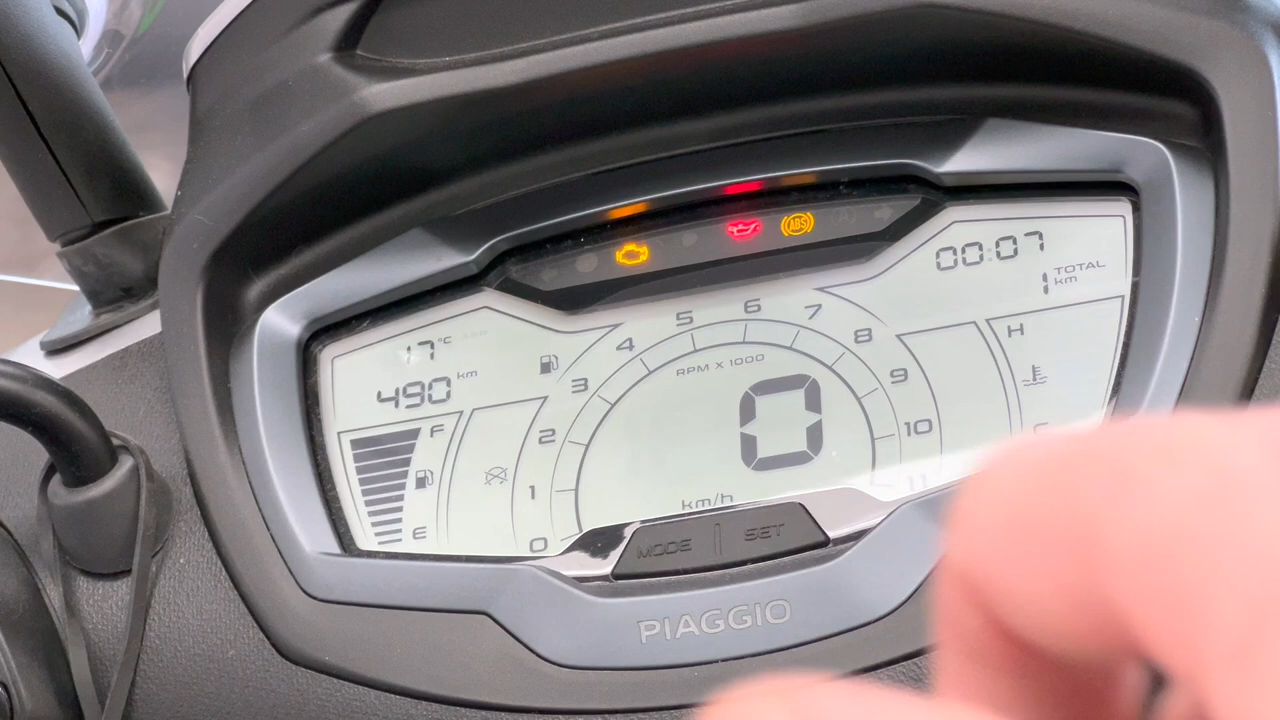 ABS
00:07
TOTAL
1 km
17 °C
490 km
F
E
0
1
2
3
4
5
6
7
8
9
10
11
RPM X 1000
0
km/h
H
C
MODE | SET
PIAGGIO